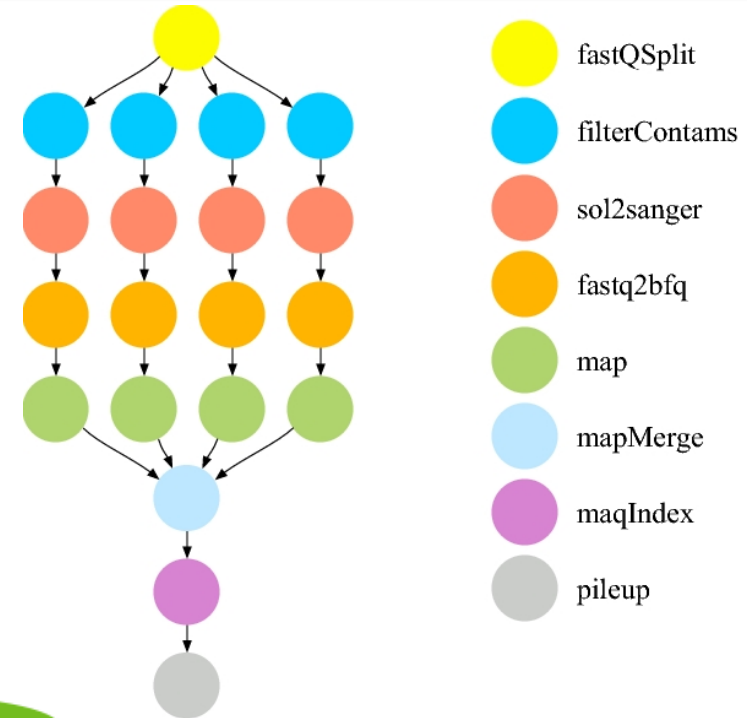 fastQSplit
filterContams
sol2sanger
fastq2bfq
map
mapMerge
maqIndex
pileup